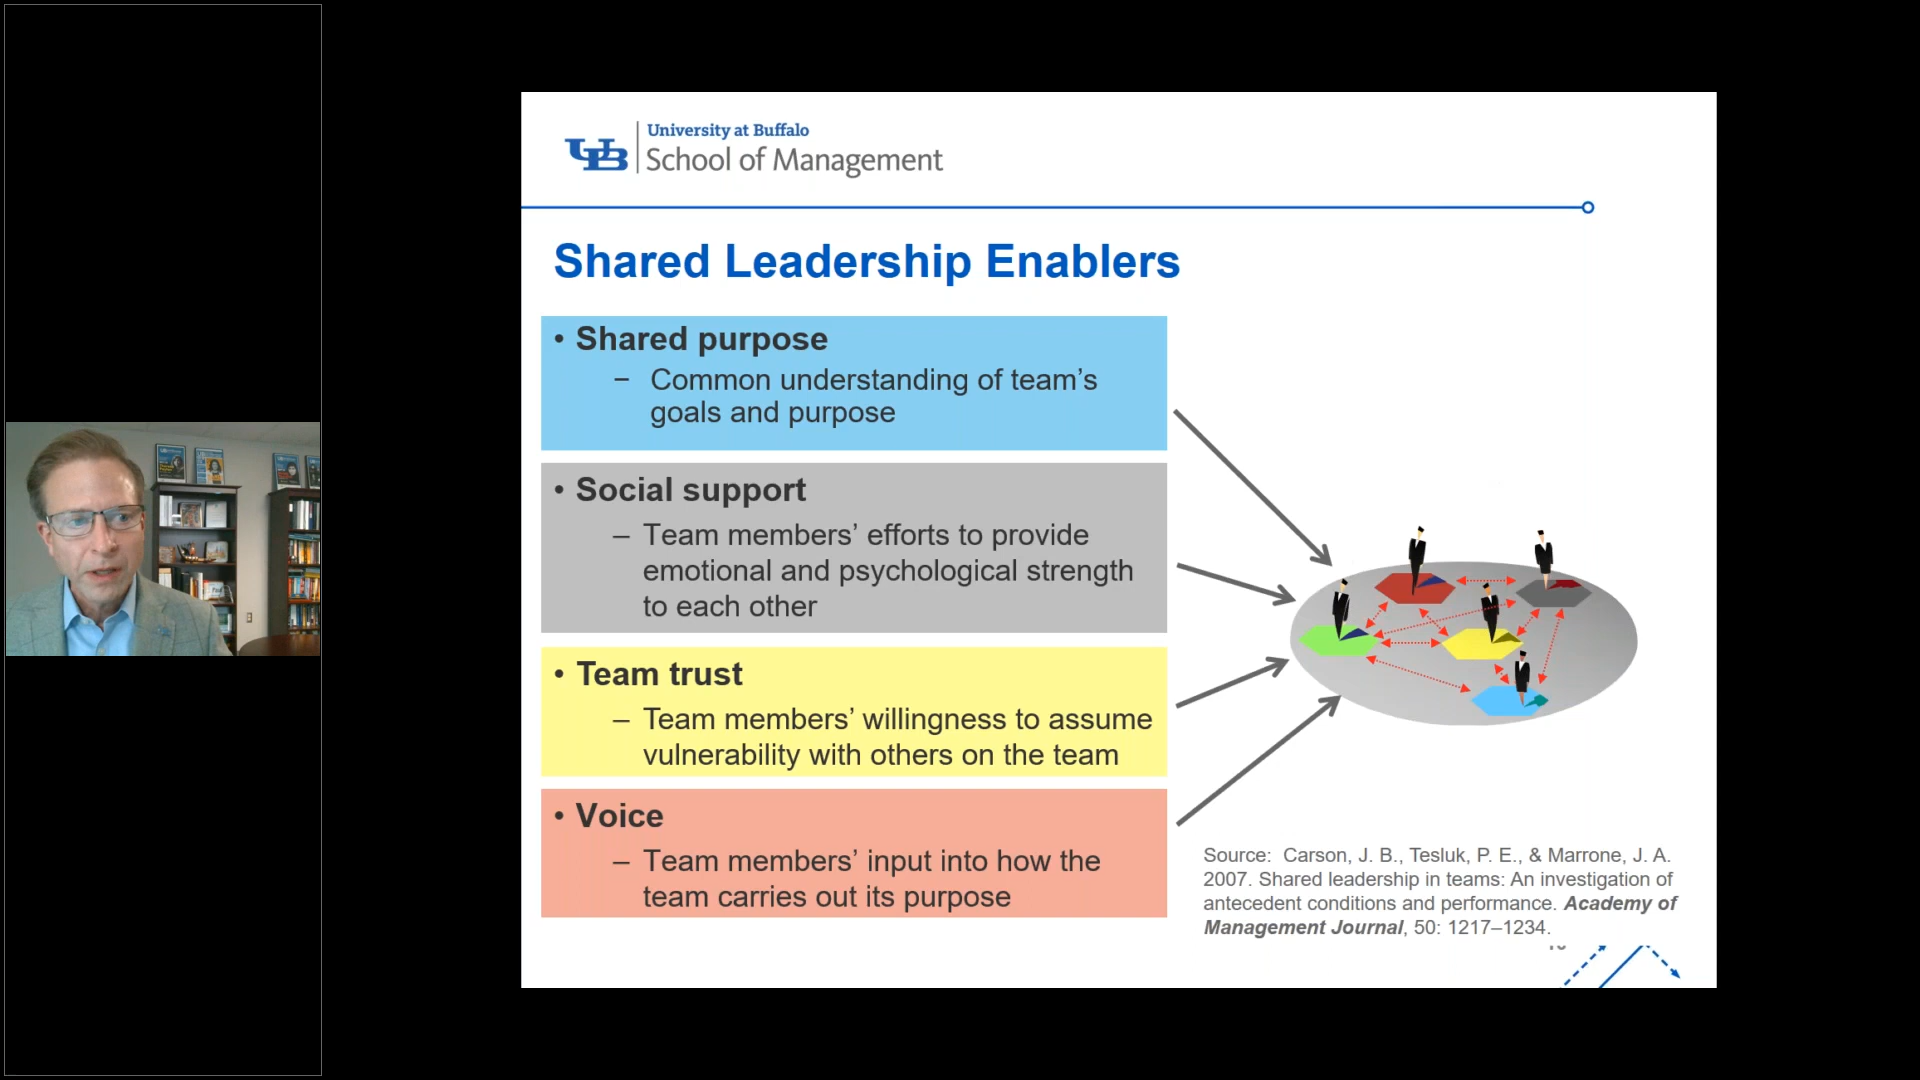 UB
University at Buffalo
School of Management
Shared Leadership Enablers
• Shared purpose
– Common understanding of team’s
goals and purpose
• Social support
– Team members’ efforts to provide
emotional and psychological strength
to each other
• Team trust
– Team members’ willingness to assume
vulnerability with others on the team
• Voice
– Team members’ input into how the
team carries out its purpose
Source: Carson, J. B., Tesluk, P. E., & Marrone, J. A.
2007. Shared leadership in teams: An investigation of
antecedent conditions and performance. Academy of
Management Journal, 50: 1217–1234.